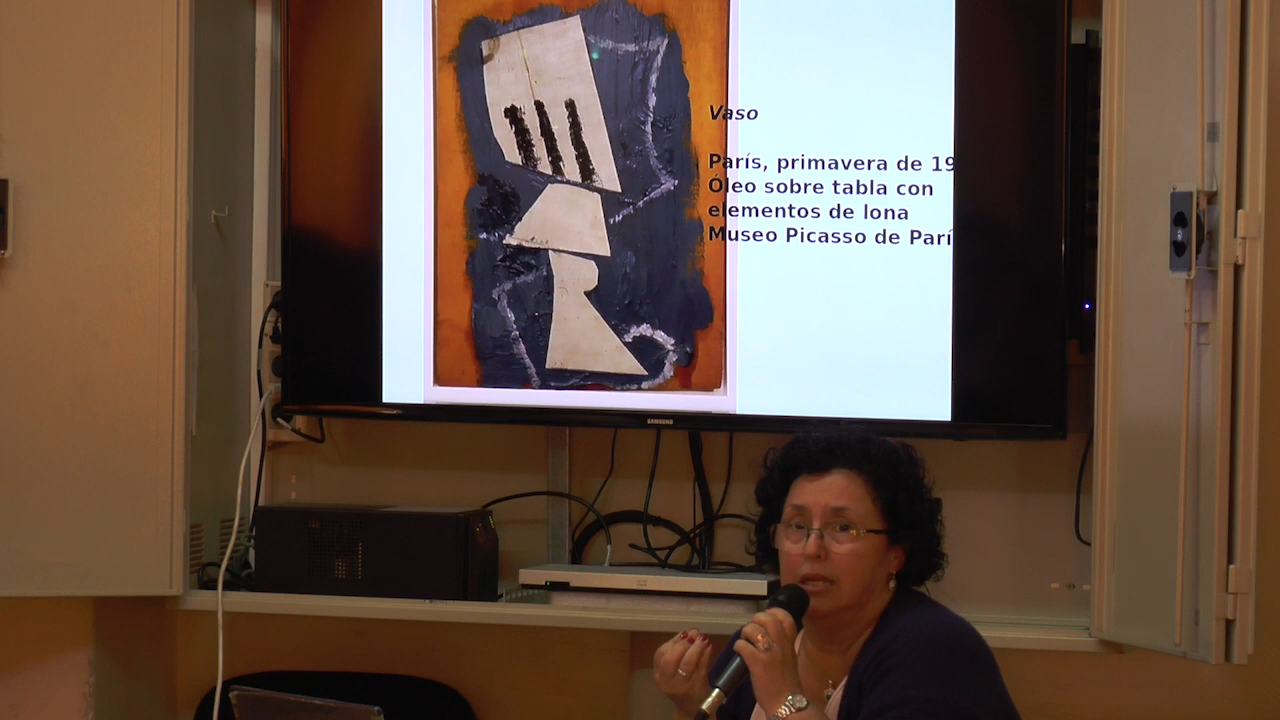 Vaso
París, primavera de 19
Óleo sobre tabla con
elementos de lona
Museo Picasso de Parí
SAMSUNG